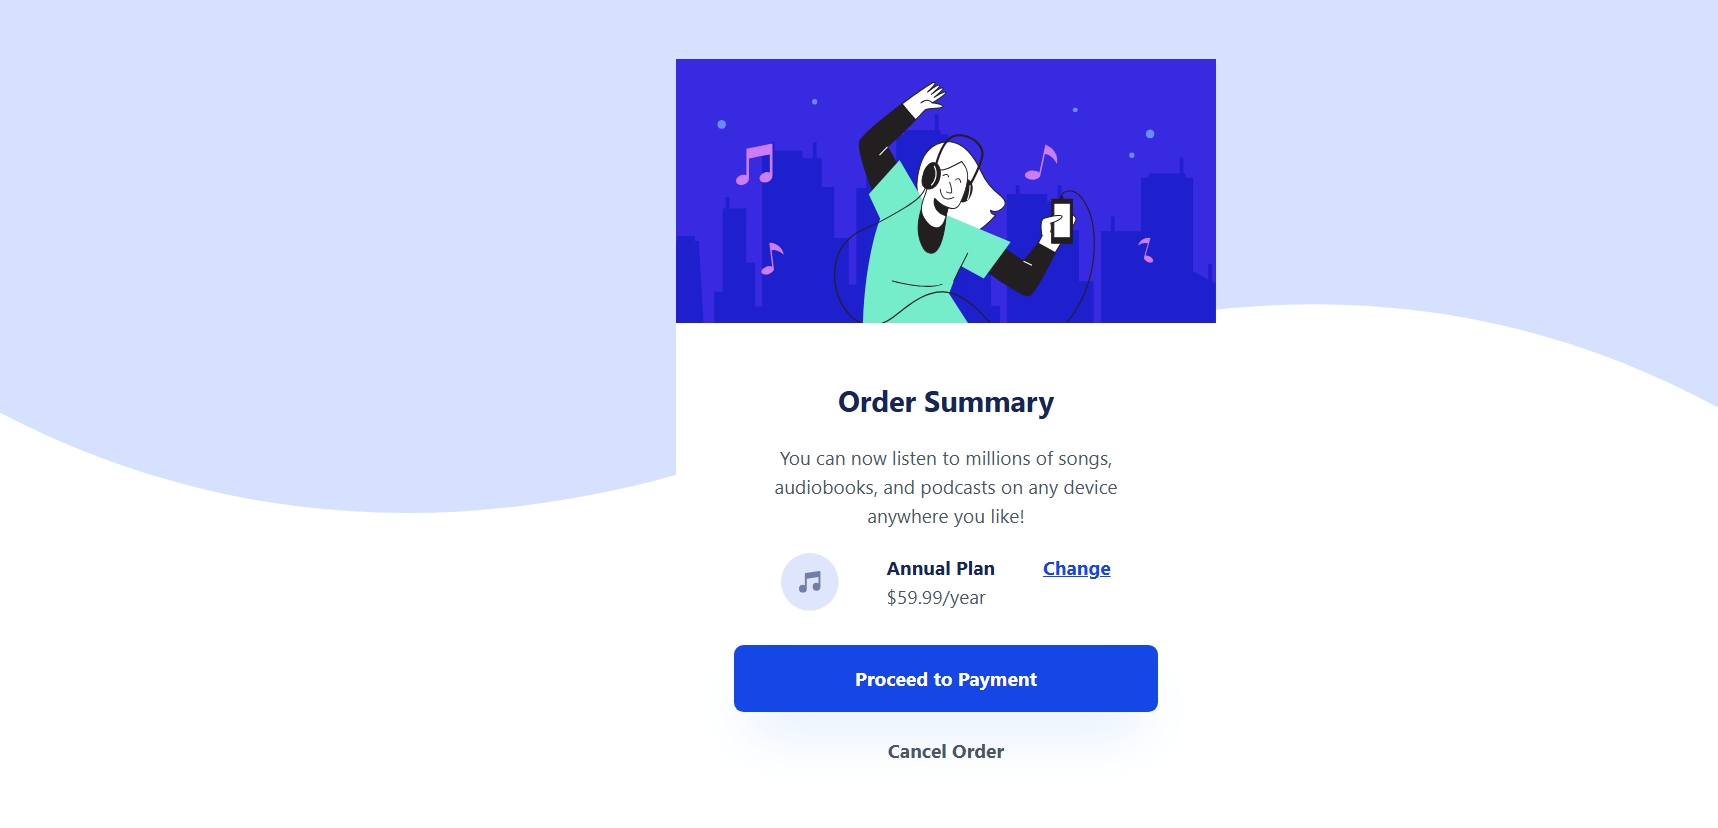 Order Summary
You can now listen to millions of songs,
audiobooks, and podcasts on any device
anywhere you like!
Annual Plan
Change
$59.99/year
Proceed to Payment
Cancel Order